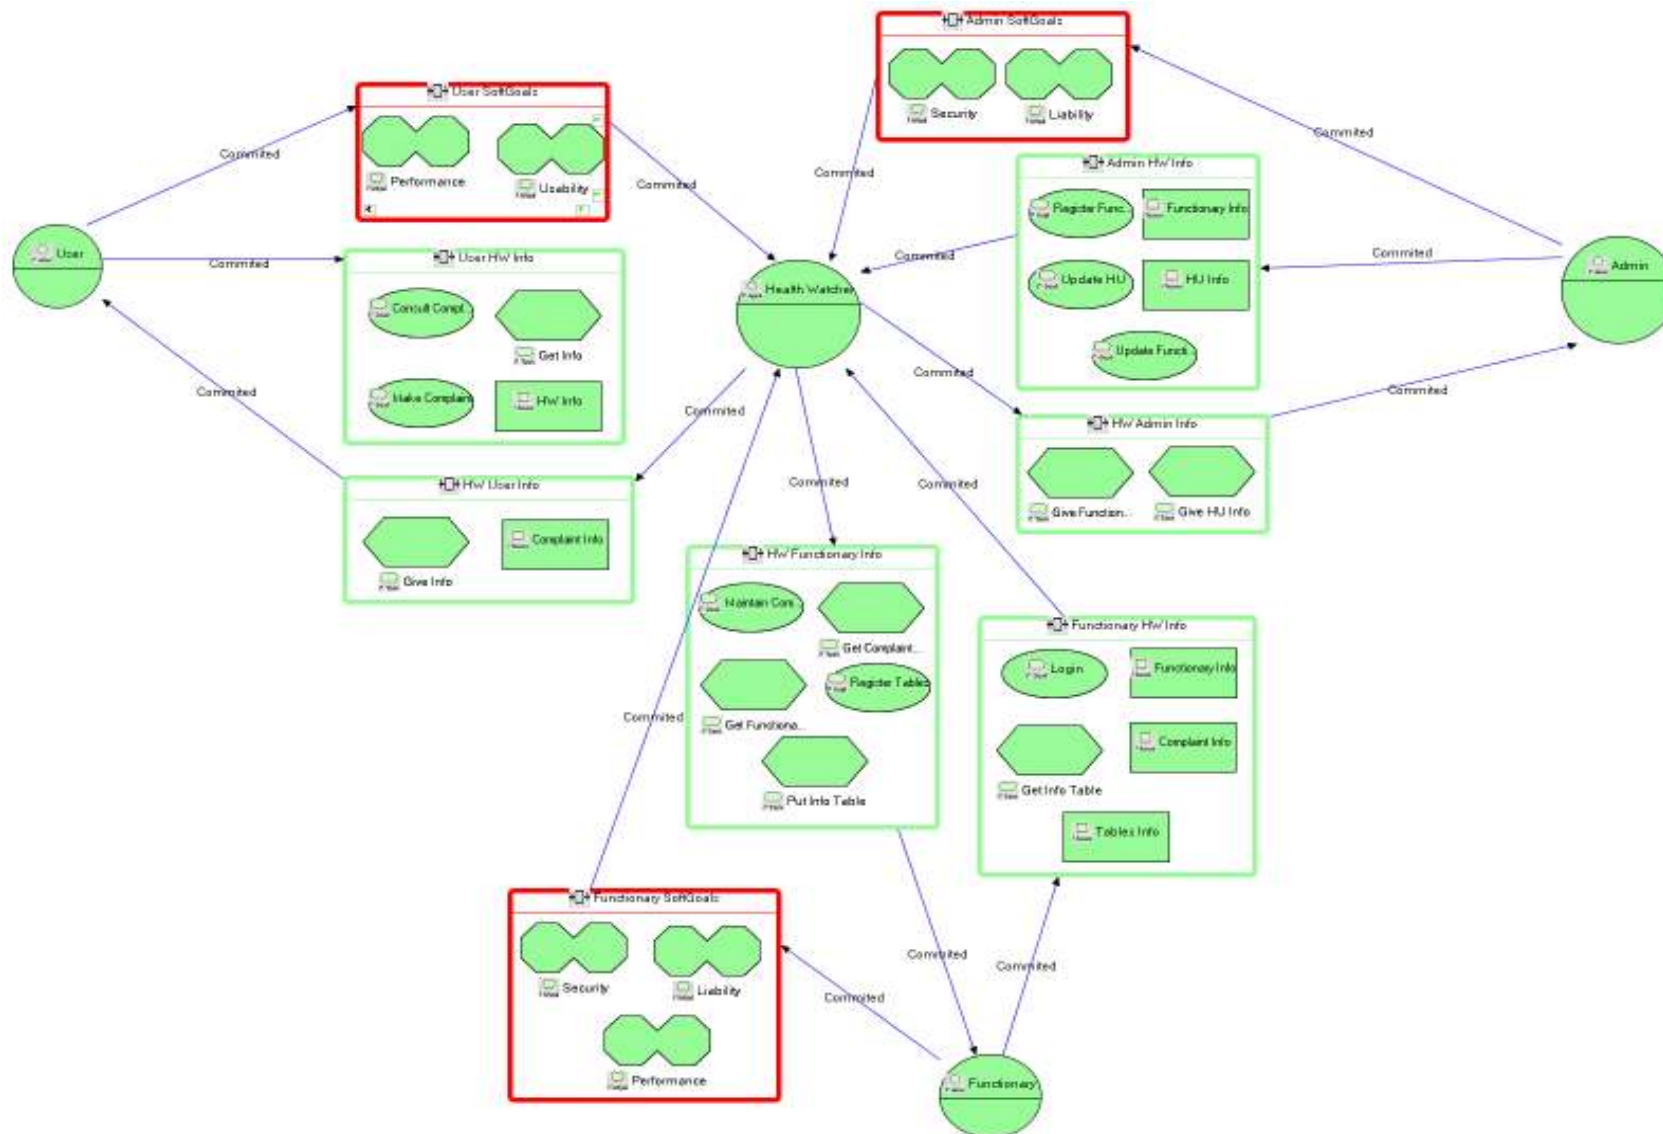 Admin SoftGoals
Security
Liability
User SoftGoals
Performance
Usability
Commited
Commited
Commited
Commited
Admin HW Info
Register Func...
Functionary Info
Update HU
HU Info
Update Functi...
User
Commited
User HW Info
Consult Compl...
Get Info
Make Complaint
HW Info
Health Watcher
Commited
Commited
Admin
Commited
Commited
Commited
Commited
HW Admin Info
Give Function...
Give HU Info
HW User Info
Give Info
Complaint Info
Commited
Commited
HW Functionary Info
Maintain Com...
Get Complaint...
Get Functiona...
Register Tables
Put Info Table
Functionary HW Info
Login
Functionary Info
Get Info Table
Complaint Info
Tables Info
Commited
Functionary SoftGoals
Security
Liability
Performance
Commited
Commited
Commited
Functionary